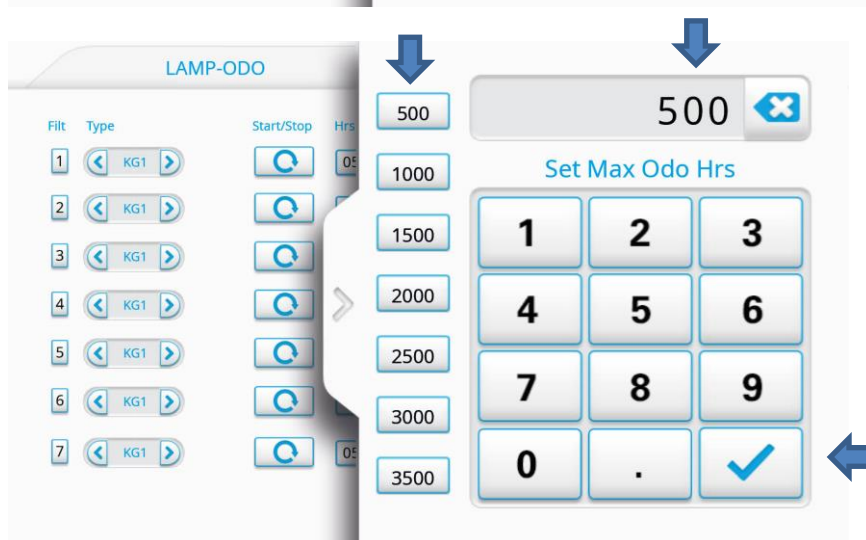 LAMP-ODO
Filt Type Start/Stop Hrs
1 KG1 05
2 KG1
3 KG1
4 KG1
5 KG1
6 KG1
7 KG1 05
500
1000
1500
2000
2500
3000
3500
500
Set Max Odo Hrs
1 2 3
4 5 6
7 8 9
0 .